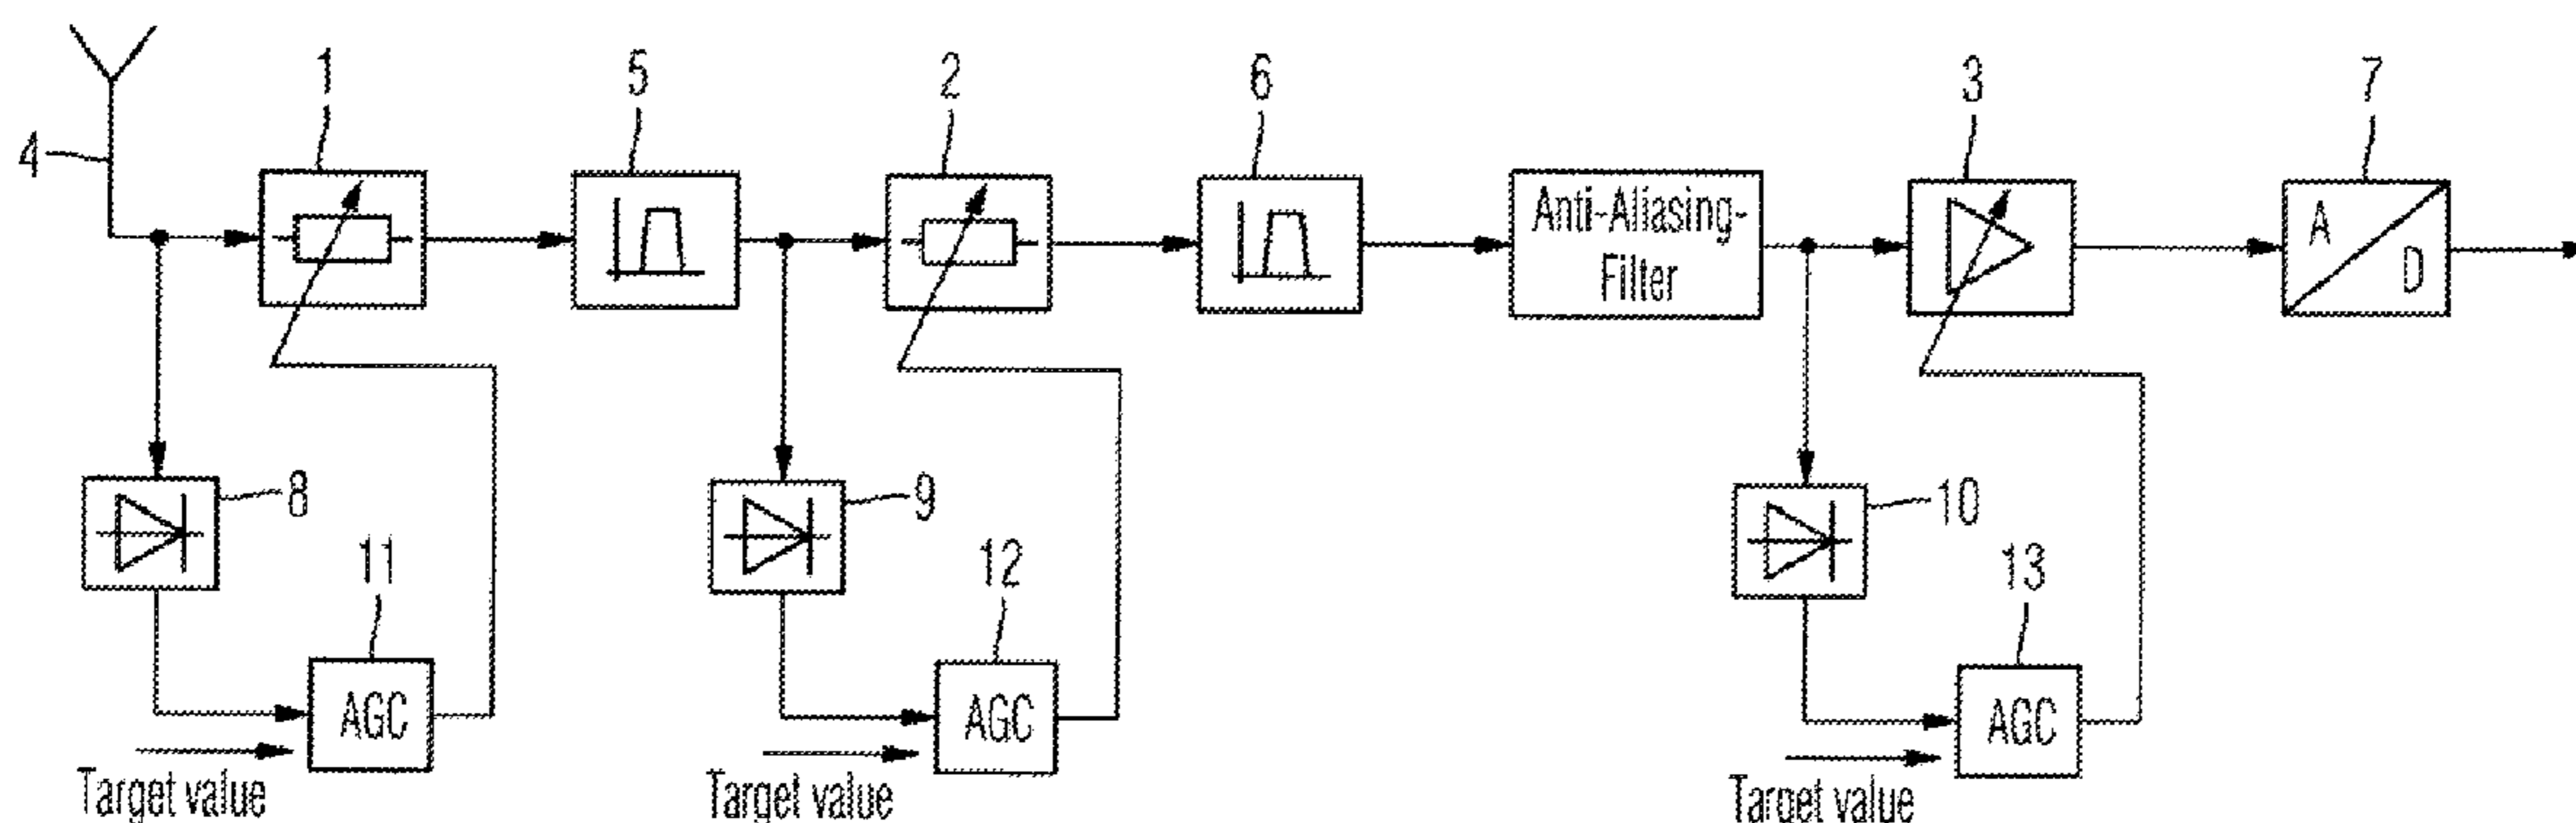 1
5
2
6
3
7
4
Anti-Aliasing-
Filter
A
D
8
9
10
11
12
13
AGC
AGC
AGC
Target value
Target value
Target value